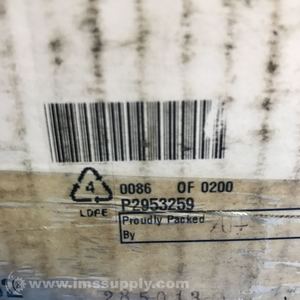 4
LDPE
0086 OF 0200
P2953259
Proudly Packed
By
www.imssupply.com